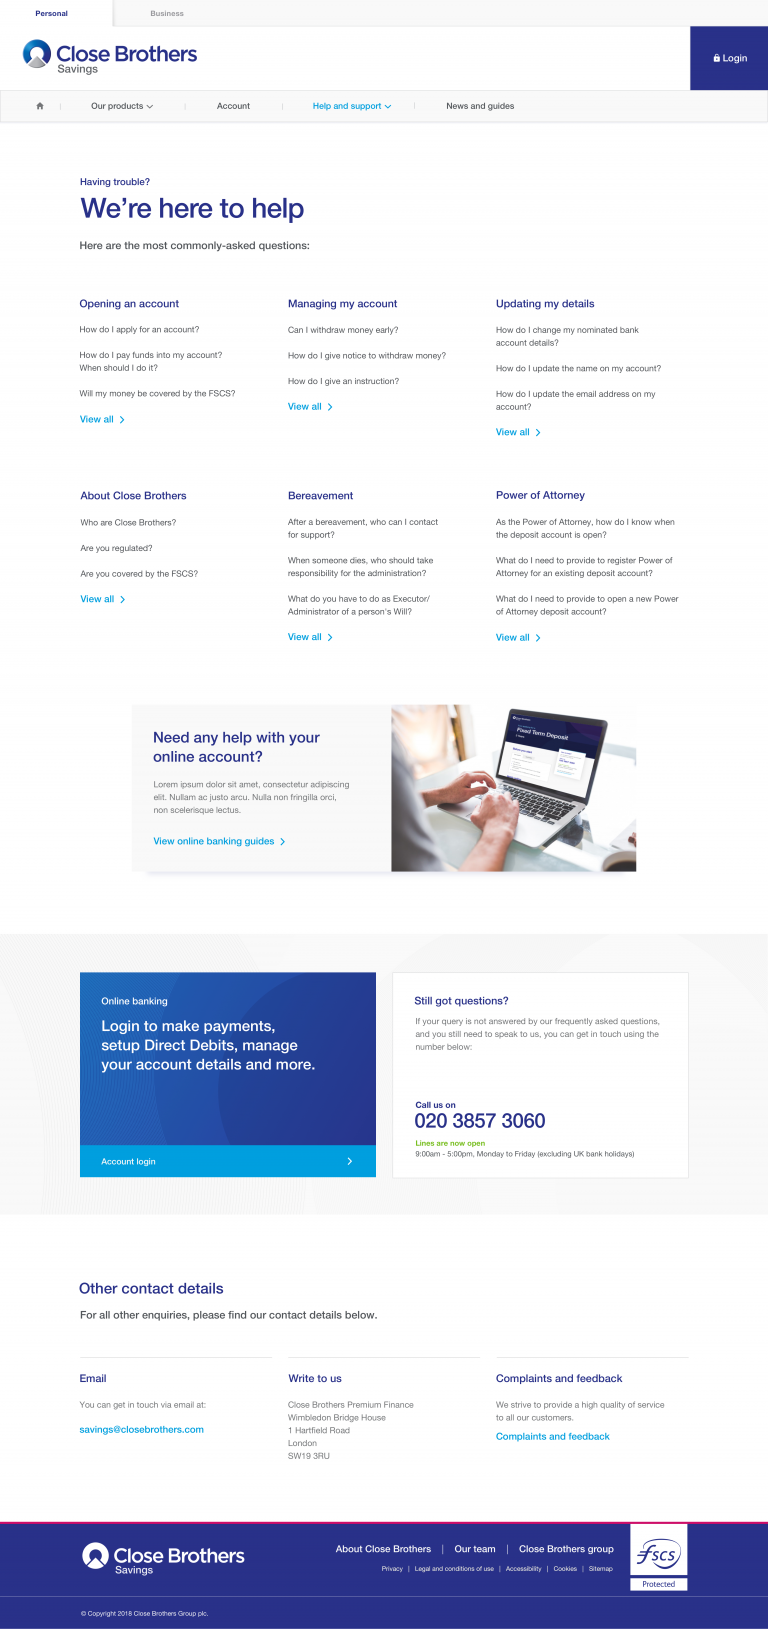 Personal
Business
Close Brothers
Savings
Login
Our products
Account
Help and support
News and guides
Having trouble?
We're here to help
Here are the most commonly-asked questions:
Opening an account
How do I apply for an account?
How do I pay funds into my account?
When should I do it?
Will my money be covered by the FSCS?
View all
Managing my account
Can I withdraw money early?
How do I give notice to withdraw money?
How do I give an instruction?
View all
Updating my details
How do I change my nominated bank
account details?
How do I update the name on my account?
How do I update the email address on my
account?
View all
About Close Brothers
Who are Close Brothers?
Are you regulated?
Are you covered by the FSCS?
View all
Bereavement
After a bereavement, who can I contact
for support?
When someone dies, who should take
responsibility for the administration?
What do you have to do as Executor/
Administrator of a person's Will?
View all
Power of Attorney
As the Power of Attorney, how do I know when
the deposit account is open?
What do I need to provide to register Power of
Attorney for an existing deposit account?
What do I need to provide to open a new Power
of Attorney deposit account?
View all
Need any help with your
online account?
Lorem ipsum dolor sit amet, consectetur adipiscing
elit. Nullam ac justo arcu. Nulla non fringilla orci,
non scelerisque lectus.
View online banking guides
Fixed Term Deposit
Online banking
Login to make payments,
setup Direct Debits, manage
your account details and more.
Account login
Still got questions?
If your query is not answered by our frequently asked questions,
and you still need to speak to us, you can get in touch using the
number below:
Call us on
020 3857 3060
Lines are now open
9:00am - 5:00pm, Monday to Friday (excluding UK bank holidays)
Other contact details
For all other enquiries, please find our contact details below.
Email
You can get in touch via email at:
savings@closebrothers.com
Write to us
Close Brothers Premium Finance
Wimbledon Bridge House
1 Hartfield Road
London
SW19 3RU
Complaints and feedback
We strive to provide a high quality of service
to all our customers.
Complaints and feedback
Close Brothers
Savings
About Close Brothers | Our team | Close Brothers group
Privacy | Legal and conditions of use | Accessibility | Cookies | Sitemap
fscs
Protected
© Copyright 2018 Close Brothers Group plc.